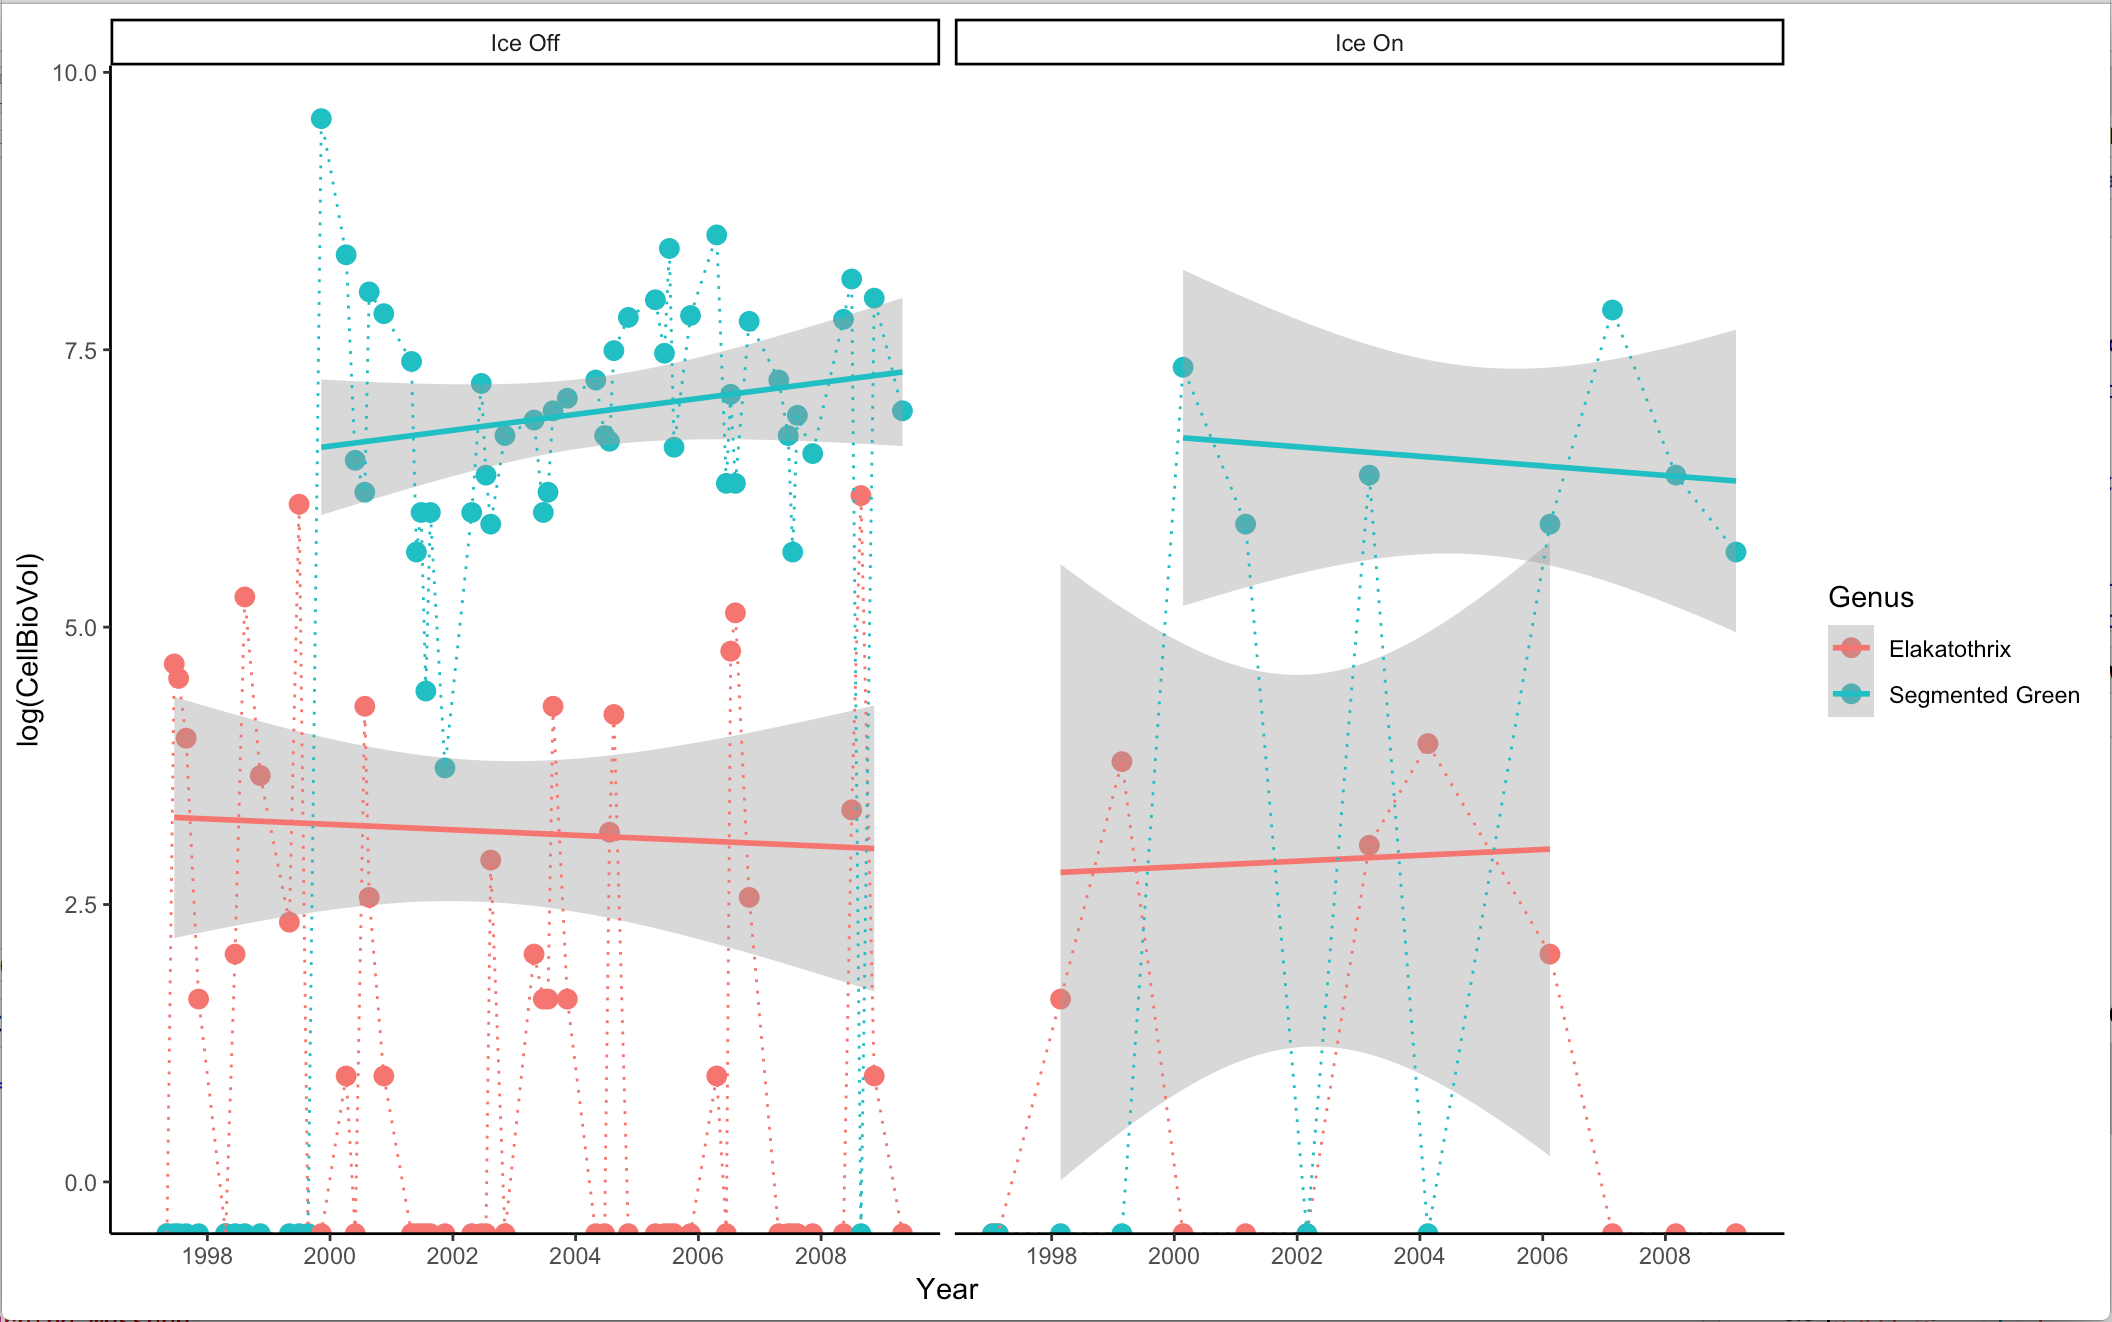 Ice Off
Ice On
10.0
7.5
5.0
2.5
0.0
log(CellBioVol)
1998 2000 2002 2004 2006 2008
1998 2000 2002 2004 2006 2008
Year
Genus
Elakatothrix
Segmented Green